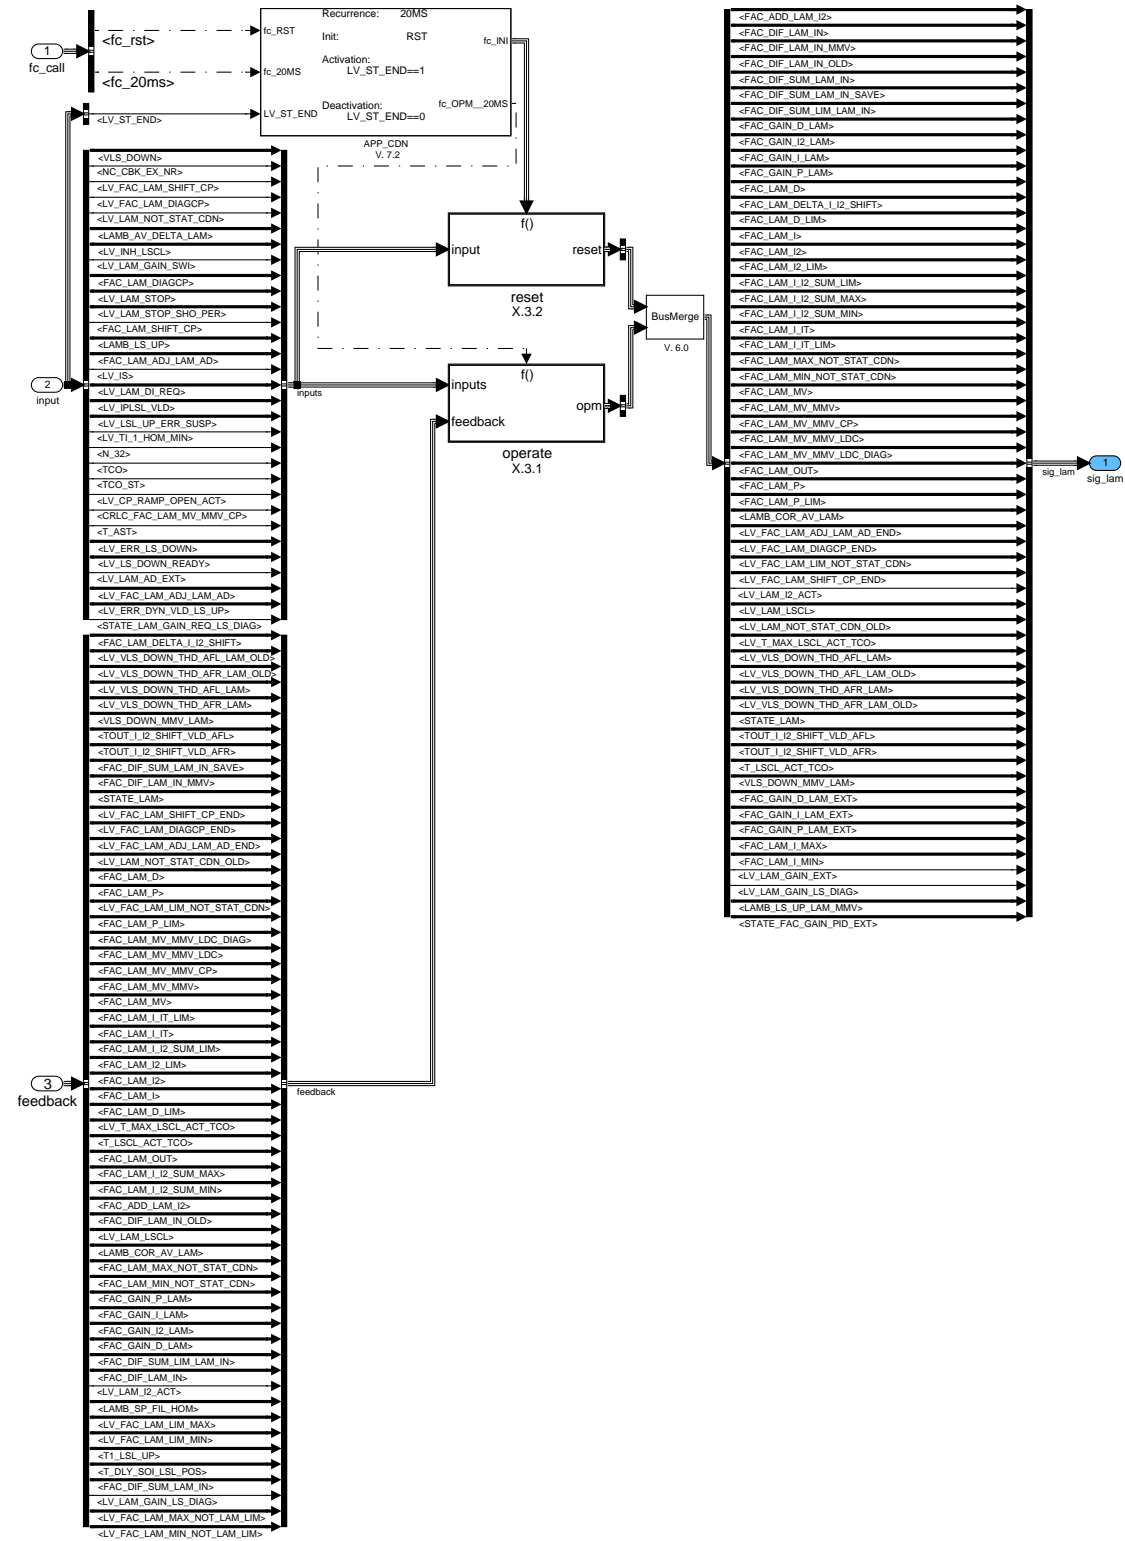 1
fc_call
<fc_rst>
<fc_20ms>
<LV_ST_END>
fc_RST
fc_20MS
LV_ST_END
Recurrence: 20MS
Init: RST
Activation:
LV_ST_END==1
Deactivation:
LV_ST_END==0
fc_INI
fc_OPM__20MS
APP_CDN
V. 7.2
2
input
<VLS_DOWN>
<NC_CBK_EX_NR>
<LV_FAC_LAM_SHIFT_CP>
<LV_FAC_LAM_DIAGCP>
<LV_LAM_NOT_STAT_CDN>
<LAMB_AV_DELTA_LAM>
<LV_INH_LSCL>
<LV_LAM_GAIN_SWI>
<FAC_LAM_DIAGCP>
<LV_LAM_STOP>
<LV_LAM_STOP_SHO_PER>
<FAC_LAM_SHIFT_CP>
<LAMB_LS_UP>
<FAC_LAM_ADJ_LAM_AD>
<LV_IS>
<LV_LAM_DI_REQ>
<LV_IPLSL_VLD>
<LV_LSL_UP_ERR_SUSP>
<LV_TI_1_HOM_MIN>
<N_32>
<TCO>
<TCO_ST>
<LV_CP_RAMP_OPEN_ACT>
<CRLC_FAC_LAM_MV_MMV_CP>
<T_AST>
<LV_ERR_LS_DOWN>
<LV_LS_DOWN_READY>
<LV_LAM_AD_EXT>
<LV_FAC_LAM_ADJ_LAM_AD>
<LV_ERR_DYN_VLD_LS_UP>
<STATE_LAM_GAIN_REQ_LS_DIAG>
inputs
3
feedback
<FAC_LAM_DELTA_I_I2_SHIFT>
<LV_VLS_DOWN_THD_AFL_LAM_OLD>
<LV_VLS_DOWN_THD_AFR_LAM_OLD>
<LV_VLS_DOWN_THD_AFL_LAM>
<LV_VLS_DOWN_THD_AFR_LAM>
<VLS_DOWN_MMV_LAM>
<TOUT_I_I2_SHIFT_VLD_AFL>
<TOUT_I_I2_SHIFT_VLD_AFR>
<FAC_DIF_SUM_LAM_IN_SAVE>
<FAC_DIF_LAM_IN_MMV>
<STATE_LAM>
<LV_FAC_LAM_SHIFT_CP_END>
<LV_FAC_LAM_DIAGCP_END>
<LV_FAC_LAM_ADJ_LAM_AD_END>
<LV_LAM_NOT_STAT_CDN_OLD>
<FAC_LAM_D>
<FAC_LAM_P>
<LV_FAC_LAM_LIM_NOT_STAT_CDN>
<FAC_LAM_P_LIM>
<FAC_LAM_MV_MMV_LDC_DIAG>
<FAC_LAM_MV_MMV_LDC>
<FAC_LAM_MV_MMV_CP>
<FAC_LAM_MV_MMV>
<FAC_LAM_MV>
<FAC_LAM_I_IT_LIM>
<FAC_LAM_I_IT>
<FAC_LAM_I_I2_SUM_LIM>
<FAC_LAM_I2_LIM>
<FAC_LAM_I2>
<FAC_LAM_I>
<FAC_LAM_D_LIM>
<LV_T_MAX_LSCL_ACT_TCO>
<T_LSCL_ACT_TCO>
<FAC_LAM_OUT>
<FAC_LAM_I_I2_SUM_MAX>
<FAC_LAM_I_I2_SUM_MIN>
<FAC_ADD_LAM_I2>
<FAC_DIF_LAM_IN_OLD>
<LV_LAM_LSCL>
<LAMB_COR_AV_LAM>
<FAC_LAM_MAX_NOT_STAT_CDN>
<FAC_LAM_MIN_NOT_STAT_CDN>
<FAC_GAIN_P_LAM>
<FAC_GAIN_I_LAM>
<FAC_GAIN_I2_LAM>
<FAC_GAIN_D_LAM>
<FAC_DIF_SUM_LIM_LAM_IN>
<FAC_DIF_LAM_IN>
<LV_LAM_I2_ACT>
<LAMB_SP_FIL_HOM>
<LV_FAC_LAM_LIM_MAX>
<LV_FAC_LAM_LIM_MIN>
<T1_LSL_UP>
<T_DLY_SOI_LSL_POS>
<FAC_DIF_SUM_LAM_IN>
<LV_LAM_GAIN_LS_DIAG>
<LV_FAC_LAM_MAX_NOT_LAM_LIM>
<LV_FAC_LAM_MIN_NOT_LAM_LIM>
feedback
f()
input
reset
reset
X.3.2
f()
inputs
feedback
opm
operate
X.3.1
BusMerge
V. 6.0
<FAC_ADD_LAM_I2>
<FAC_DIF_LAM_IN>
<FAC_DIF_LAM_IN_MMV>
<FAC_DIF_LAM_IN_OLD>
<FAC_DIF_SUM_LAM_IN>
<FAC_DIF_SUM_LAM_IN_SAVE>
<FAC_DIF_SUM_LIM_LAM_IN>
<FAC_GAIN_D_LAM>
<FAC_GAIN_I2_LAM>
<FAC_GAIN_I_LAM>
<FAC_GAIN_P_LAM>
<FAC_LAM_D>
<FAC_LAM_DELTA_I_I2_SHIFT>
<FAC_LAM_D_LIM>
<FAC_LAM_I>
<FAC_LAM_I2>
<FAC_LAM_I2_LIM>
<FAC_LAM_I_I2_SUM_LIM>
<FAC_LAM_I_I2_SUM_MAX>
<FAC_LAM_I_I2_SUM_MIN>
<FAC_LAM_I_IT>
<FAC_LAM_I_IT_LIM>
<FAC_LAM_MAX_NOT_STAT_CDN>
<FAC_LAM_MIN_NOT_STAT_CDN>
<FAC_LAM_MV>
<FAC_LAM_MV_MMV>
<FAC_LAM_MV_MMV_CP>
<FAC_LAM_MV_MMV_LDC>
<FAC_LAM_MV_MMV_LDC_DIAG>
<FAC_LAM_OUT>
<FAC_LAM_P>
<FAC_LAM_P_LIM>
<LAMB_COR_AV_LAM>
<LV_FAC_LAM_ADJ_LAM_AD_END>
<LV_FAC_LAM_DIAGCP_END>
<LV_FAC_LAM_LIM_NOT_STAT_CDN>
<LV_FAC_LAM_SHIFT_CP_END>
<LV_LAM_I2_ACT>
<LV_LAM_LSCL>
<LV_LAM_NOT_STAT_CDN_OLD>
<LV_T_MAX_LSCL_ACT_TCO>
<LV_VLS_DOWN_THD_AFL_LAM>
<LV_VLS_DOWN_THD_AFL_LAM_OLD>
<LV_VLS_DOWN_THD_AFR_LAM>
<LV_VLS_DOWN_THD_AFR_LAM_OLD>
<STATE_LAM>
<TOUT_I_I2_SHIFT_VLD_AFL>
<TOUT_I_I2_SHIFT_VLD_AFR>
<T_LSCL_ACT_TCO>
<VLS_DOWN_MMV_LAM>
<FAC_GAIN_D_LAM_EXT>
<FAC_GAIN_I_LAM_EXT>
<FAC_GAIN_P_LAM_EXT>
<FAC_LAM_I_MAX>
<FAC_LAM_I_MIN>
<LV_LAM_GAIN_EXT>
<LV_LAM_GAIN_LS_DIAG>
<LAMB_LS_UP_LAM_MMV>
<STATE_FAC_GAIN_PID_EXT>
sig_lam
1
sig_lam